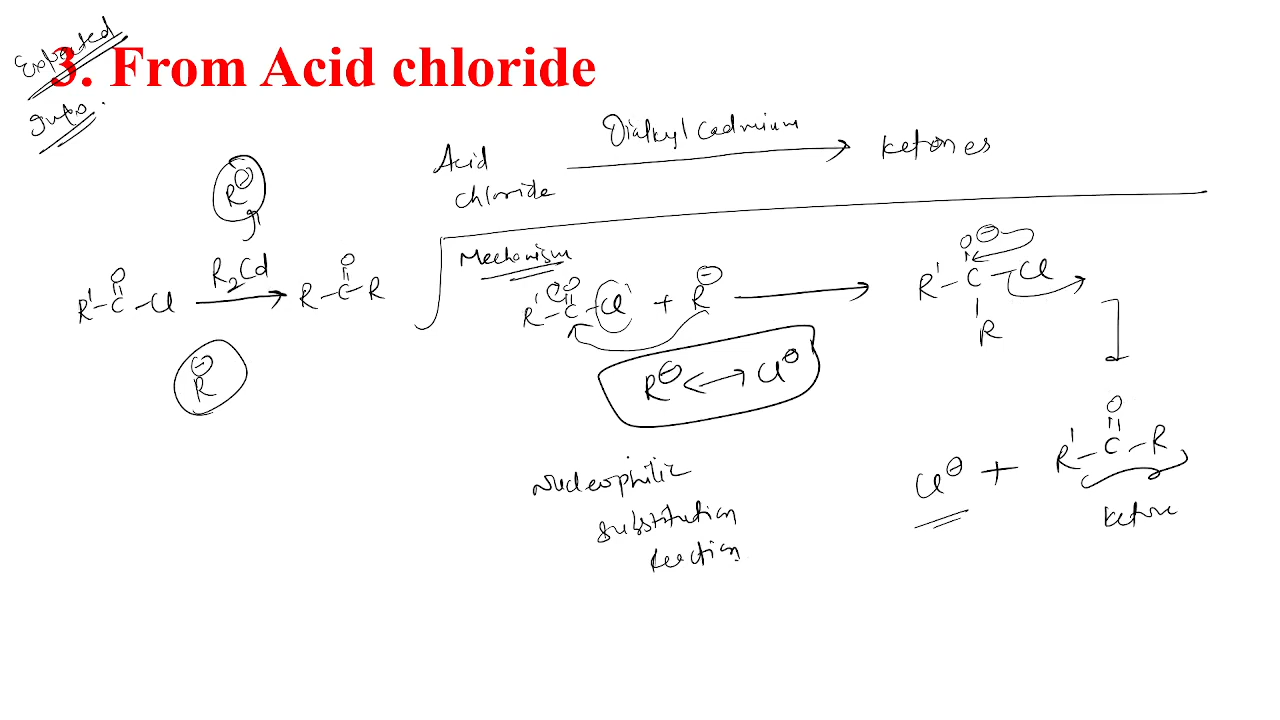 Expected
3. From Acid chloride
Info.
Acid chloride
Dialkyl Cadmium
Ketones
R⊖
R'-C(=O)-Cl
R₂Cd
R-C(=O)-R
R⊖
Mechanism
R'-C(=O)-Cl + R⊖
R'-C(O⊖)(R)-Cl
R⊖ ↔ Cl⊖
Cl⊖ + R'-C(=O)-R
Ketone
Nucleophilic
substitution
reaction